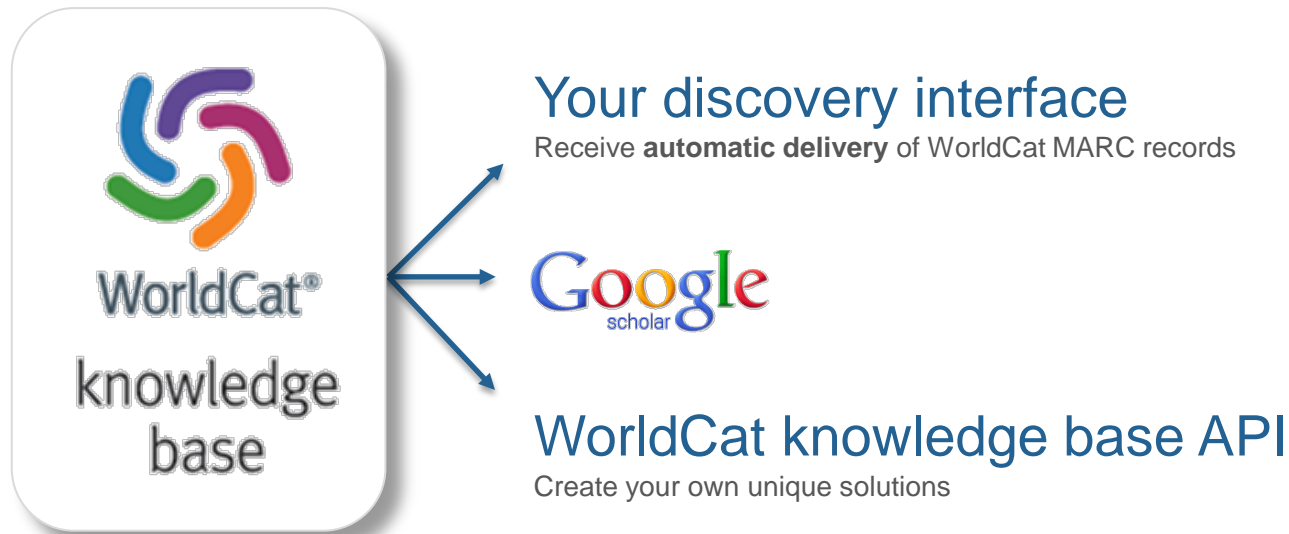 WorldCat®
knowledge
base
Your discovery interface
Receive automatic delivery of WorldCat MARC records
Google
scholar
WorldCat knowledge base API
Create your own unique solutions